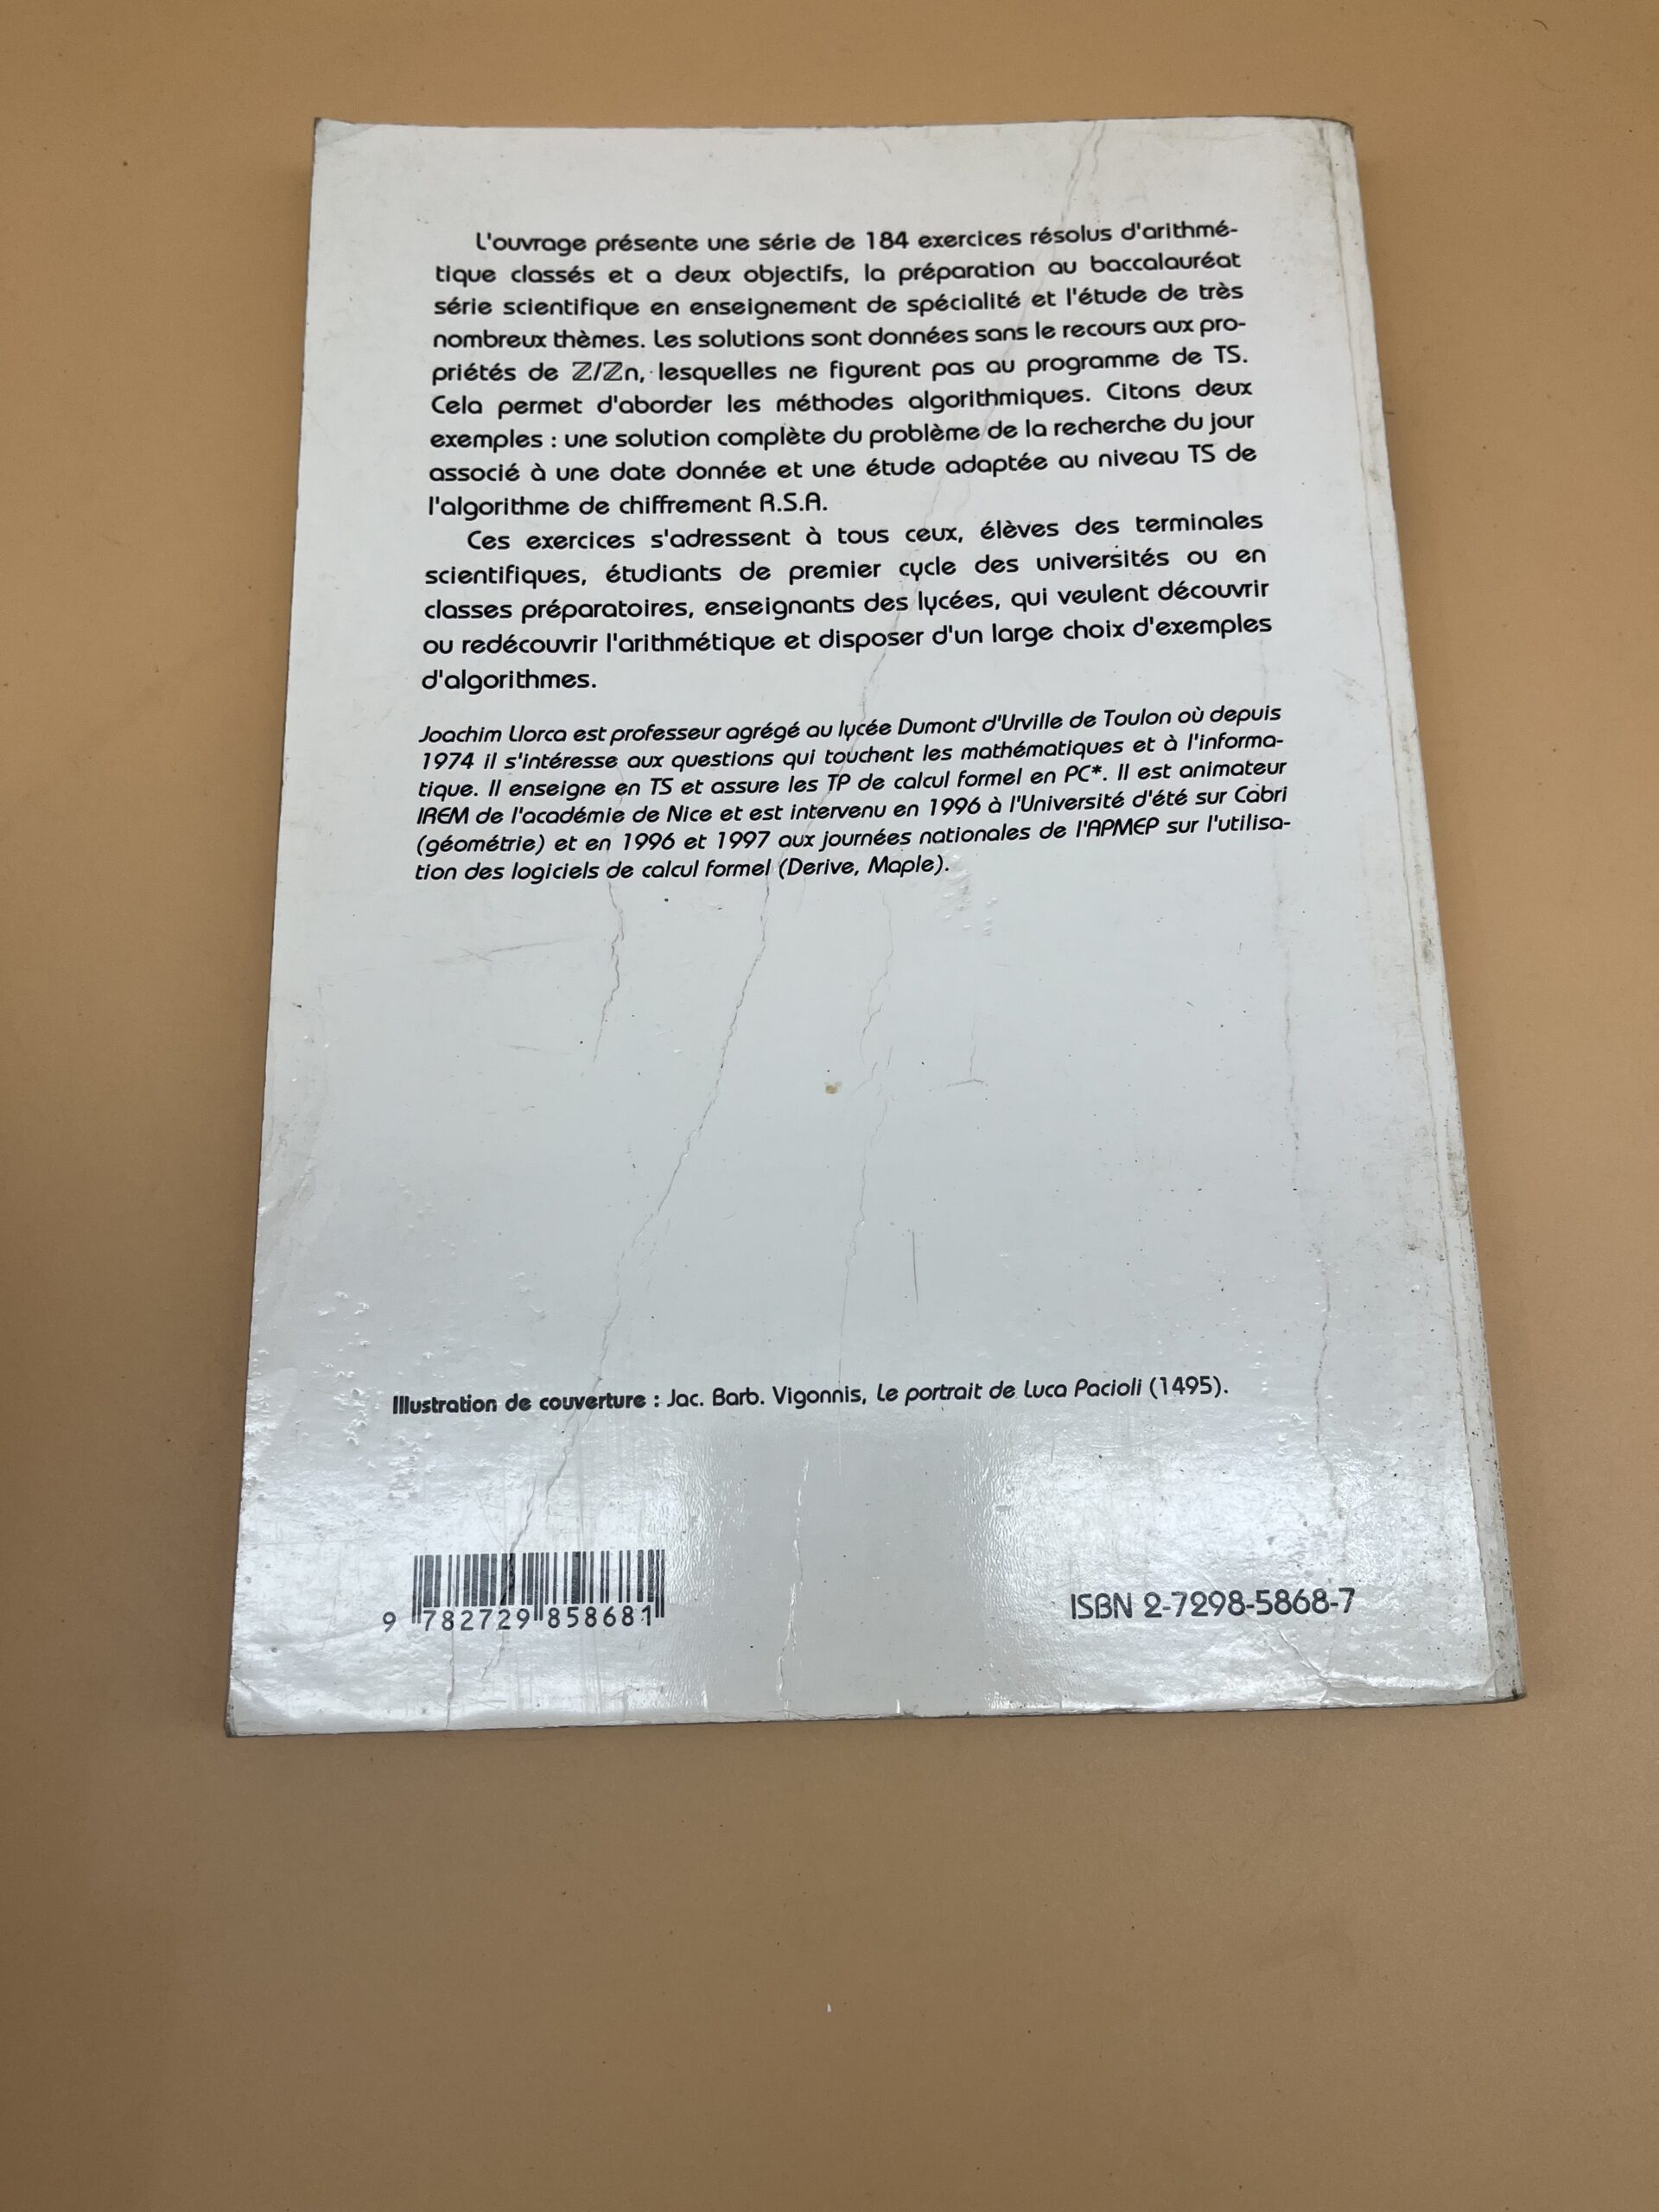 L'ouvrage présente une série de 184 exercices résolus d'arithmé-
tique classés et a deux objectifs, la préparation au baccalauréat
série scientifique en enseignement de spécialité et l'étude de très
nombreux thèmes. Les solutions sont données sans le recours aux pro-
priétés de ℤ/ℤn, lesquelles ne figurent pas au programme de TS.
Cela permet d'aborder les méthodes algorithmiques. Citons deux
exemples : une solution complète du problème de la recherche du jour
associé à une date donnée et une étude adaptée au niveau TS de
l'algorithme de chiffrement R.S.A.
Ces exercices s'adressent à tous ceux, élèves des terminales
scientifiques, étudiants de premier cycle des universités ou en
classes préparatoires, enseignants des lycées, qui veulent découvrir
ou redécouvrir l'arithmétique et disposer d'un large choix d'exemples
d'algorithmes.
Joachim Llorca est professeur agrégé au lycée Dumont d'Urville de Toulon où depuis
1974 il s'intéresse aux questions qui touchent les mathématiques et à l'informa-
tique. Il enseigne en TS et assure les TP de calcul formel en PC*. Il est animateur
IREM de l'académie de Nice et est intervenu en 1996 à l'Université d'été sur Cabri
(géométrie) et en 1996 et 1997 aux journées nationales de l'APMEP sur l'utilisa-
tion des logiciels de calcul formel (Derive, Maple).
Illustration de couverture : Jac. Barb. Vigonnis, Le portrait de Luca Pacioli (1495).
9 782729 858681
ISBN 2-7298-5868-7